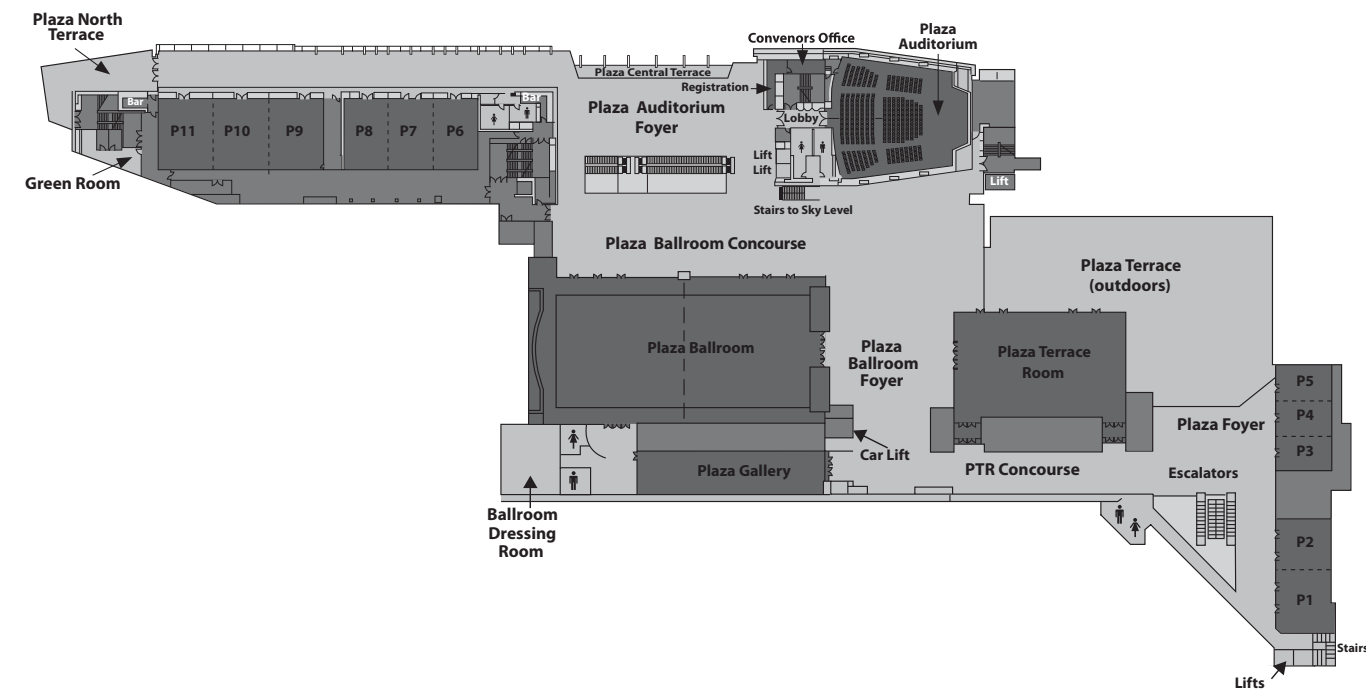 Plaza North
Terrace
Convenors Office
Plaza
Auditorium
Plaza Central Terrace
Registration
Bar
Bar
Plaza Auditorium
Foyer
Lobby
P11
P10
P9
P8
P7
P6
Lift
Lift
Lift
Green Room
Stairs to Sky Level
Plaza Ballroom Concourse
Plaza Terrace
(outdoors)
Plaza Ballroom
Plaza
Ballroom
Foyer
Plaza Terrace
Room
P5
P4
P3
Plaza Foyer
Car Lift
Plaza Gallery
PTR Concourse
Escalators
Ballroom
Dressing
Room
P2
P1
Stairs
Lifts